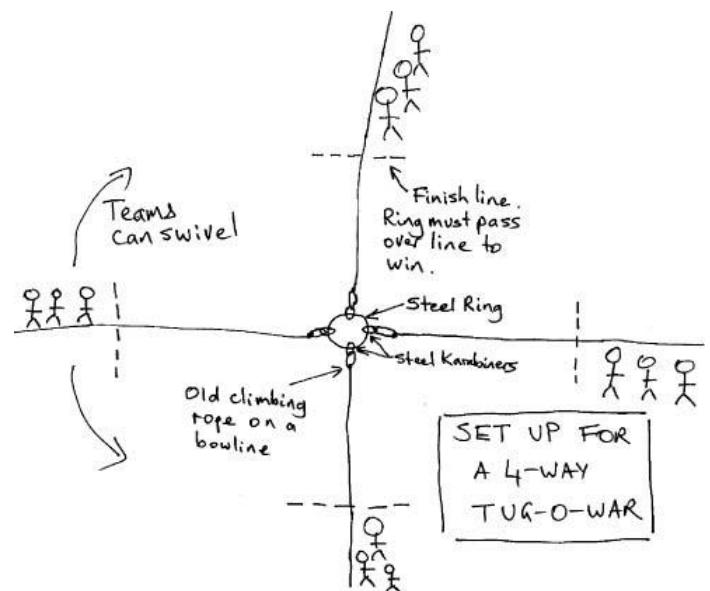 Teams
can swivel
Finish line.
Ring must pass
over line to
win.
Steel Ring
Steel Karabiners
Old climbing
rope on a
bowline
SET UP FOR
A 4-WAY
TUG-O-WAR